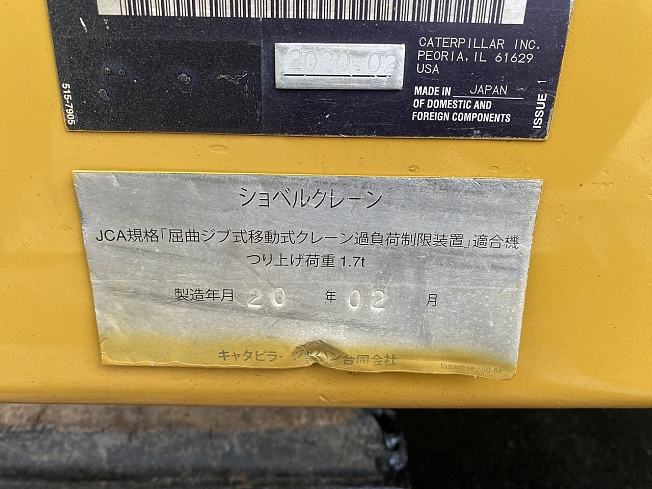 2020.02
CATERPILLAR INC.
PEORIA, IL 61629
USA
MADE IN JAPAN
OF DOMESTIC AND
FOREIGN COMPONENTS
ISSUE 1
515-7905
ショベルクレーン
JCA規格「屈曲ジブ式移動式クレーン過負荷制限装置」適合機
つり上げ荷重1.7t
製造年月 20 年 02 月
キャタピラー 合同会社